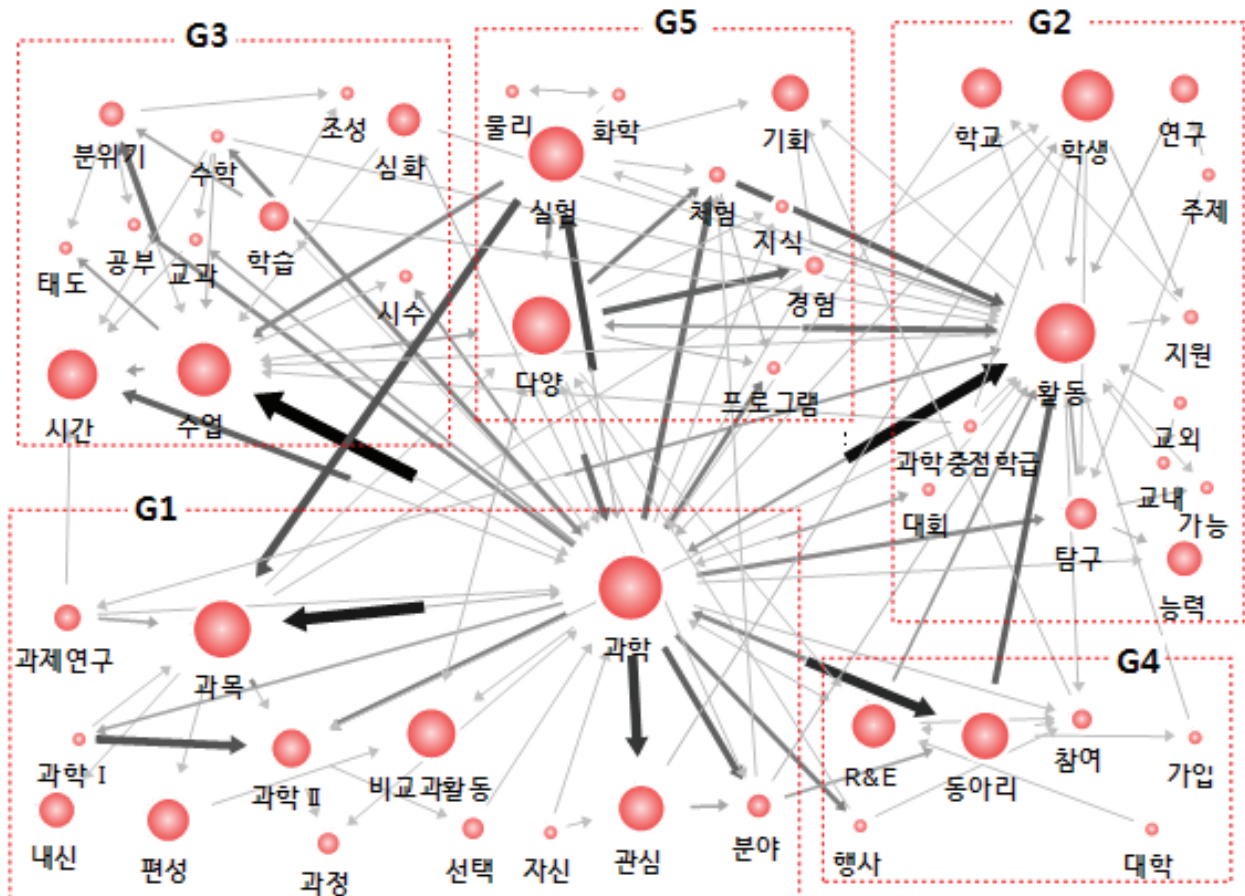 G3
G5
G2
분위기
수학
조성
심화
태도
공부
교과
학습
시수
시간
수업
물리
화학
기회
실험
체험
지식
경험
다양
프로그램
학교
학생
연구
주제
활동
지원
교외
과학중점학급
교내
대회
가능
탐구
능력
G1
과제연구
과목
과학
과학Ⅰ
과학Ⅱ
비교과활동
내신
편성
과정
선택
자신
관심
분야
G4
R&E
동아리
참여
가입
행사
대학